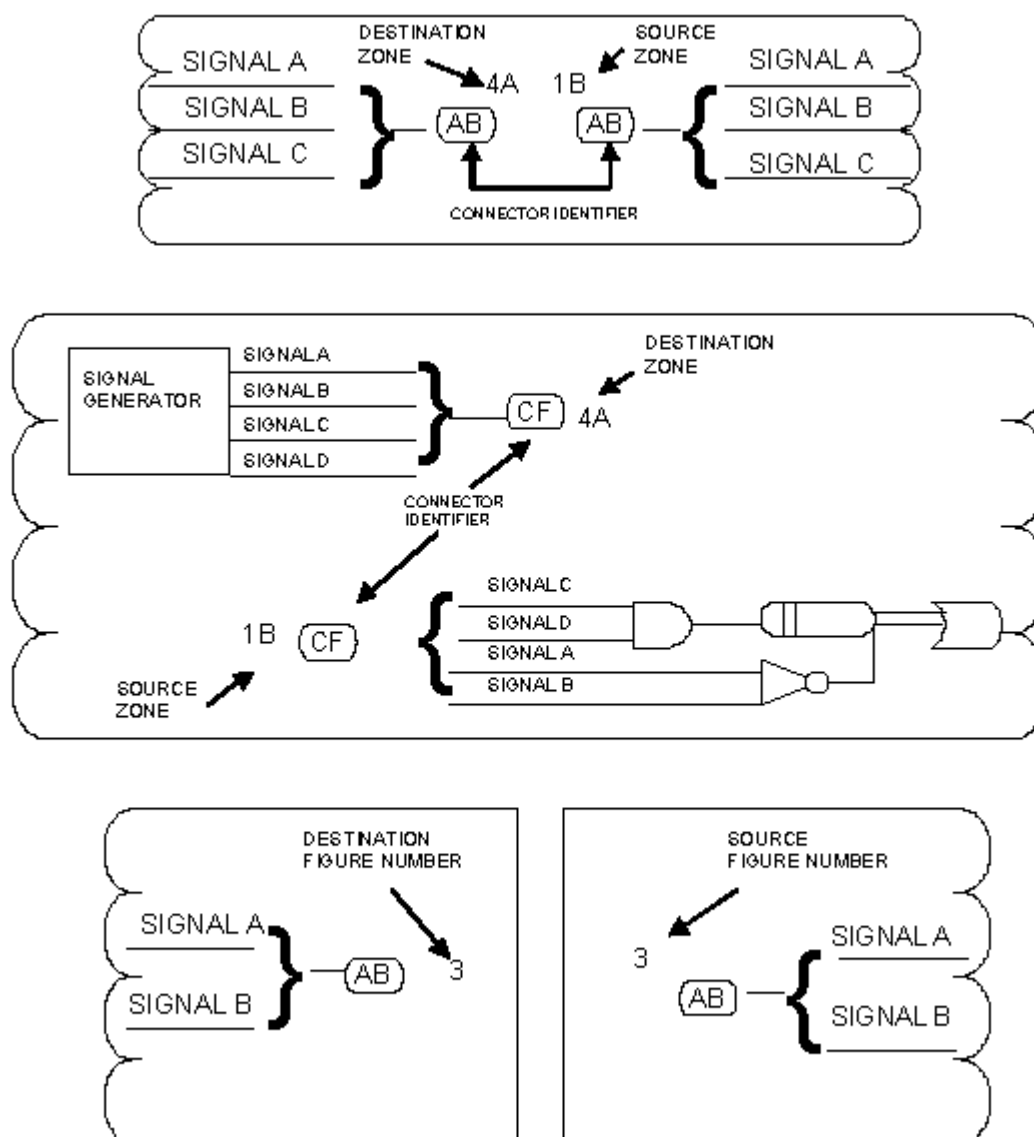 DESTINATION
ZONE
SOURCE
ZONE
SIGNAL A
SIGNAL B
SIGNAL C
4A
1B
AB
AB
SIGNAL A
SIGNAL B
SIGNAL C
CONNECTOR IDENTIFIER
SIGNAL
GENERATOR
SIGNAL A
SIGNAL B
SIGNAL C
SIGNAL D
CF
4A
DESTINATION
ZONE
CONNECTOR
IDENTIFIER
1B
CF
SOURCE
ZONE
SIGNAL C
SIGNAL D
SIGNAL A
SIGNAL B
DESTINATION
FIGURE NUMBER
SIGNAL A
SIGNAL B
AB
3
SOURCE
FIGURE NUMBER
3
AB
SIGNAL A
SIGNAL B